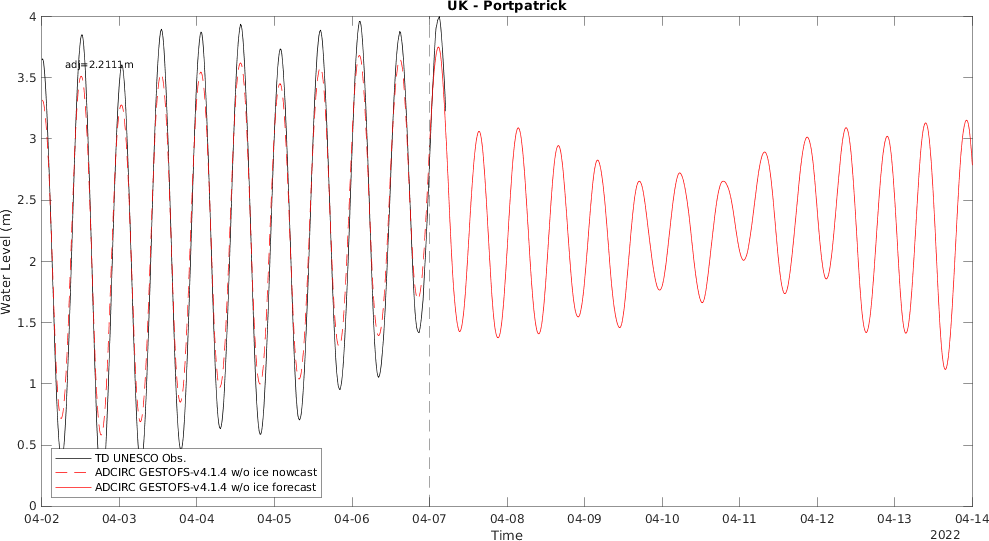 UK - Portpatrick
adj=2.2111m
4
3.5
3
2.5
2
1.5
1
0.5
0
Water Level (m)
TD UNESCO Obs.
ADCIRC GESTOFS-v4.1.4 w/o ice nowcast
ADCIRC GESTOFS-v4.1.4 w/o ice forecast
04-02 04-03 04-04 04-05 04-06 04-07 04-08 04-09 04-10 04-11 04-12 04-13 04-14
Time
2022